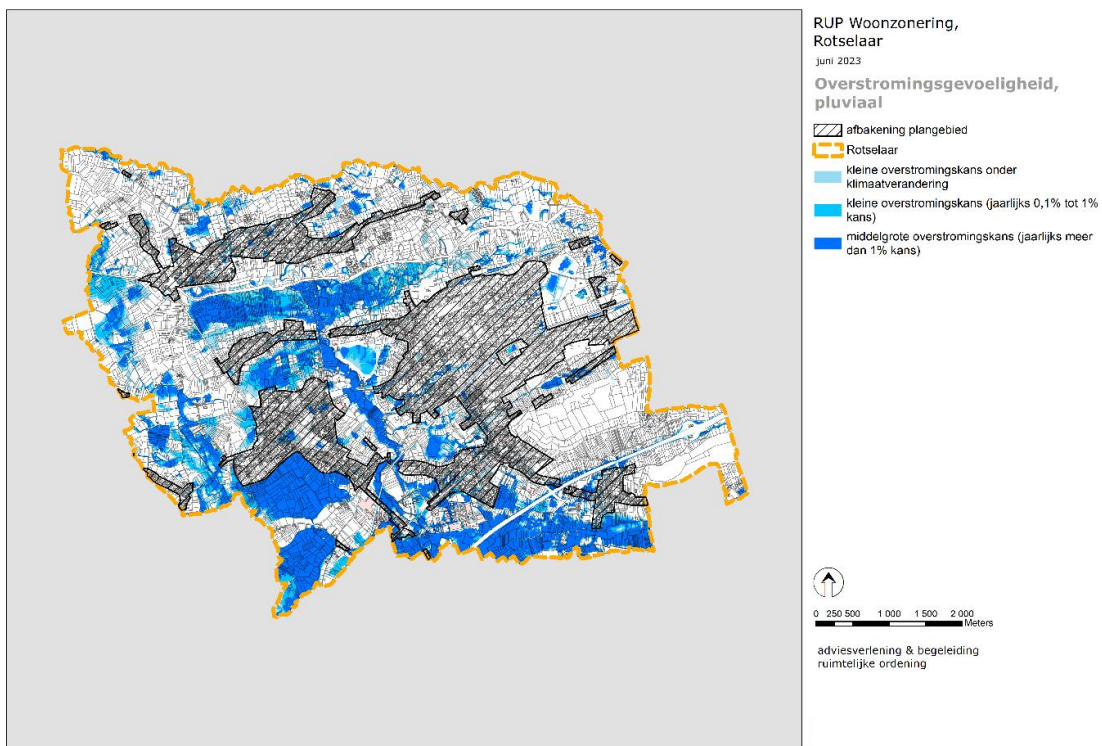 RUP Woonzonering,
Rotselaar
juni 2023
Overstromingsgevoeligheid,
pluviaal
afbakening plangebied
Rotselaar
kleine overstromingskans onder
klimaatverandering
kleine overstromingskans (jaarlijks 0,1% tot 1%
kans)
middelgrote overstromingskans (jaarlijks meer
dan 1% kans)
0 250 500 1 000 1 500 2 000
Meters
adviesverlening & begeleiding
ruimtelijke ordening